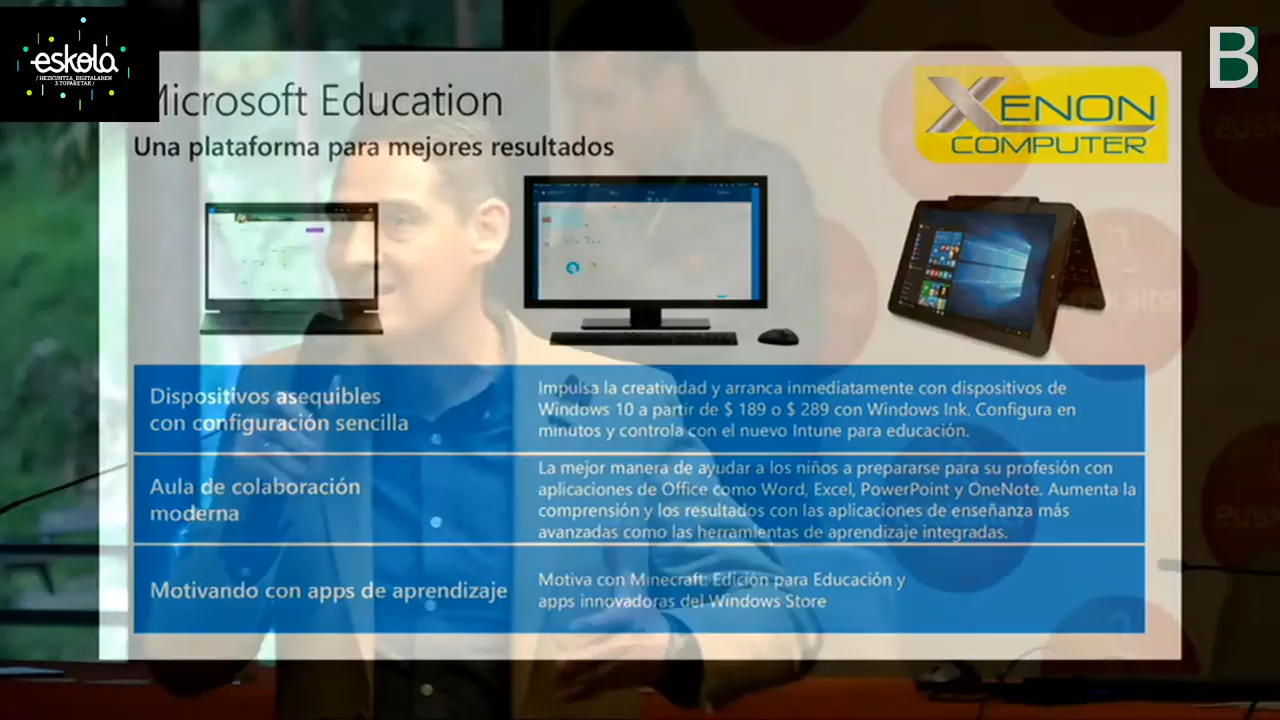 eskola
/ HEZKUNTZA_DIGITALAREN
3.TOPAKETAK /
B
Microsoft Education
Una plataforma para mejores resultados
XENON
COMPUTER
Dispositivos asequibles
con configuración sencilla
Impulsa la creatividad y arranca inmediatamente con dispositivos de
Windows 10 a partir de $ 189 o $ 289 con Windows Ink. Configura en
minutos y controla con el nuevo Intune para educación.
Aula de colaboración
moderna
La mejor manera de ayudar a los niños a prepararse para su profesión con
aplicaciones de Office como Word, Excel, PowerPoint y OneNote. Aumenta la
comprensión y los resultados con las aplicaciones de enseñanza más
avanzadas como las herramientas de aprendizaje integradas.
Motivando con apps de aprendizaje
Motiva con Minecraft: Edición para Educación y
apps innovadoras del Windows Store